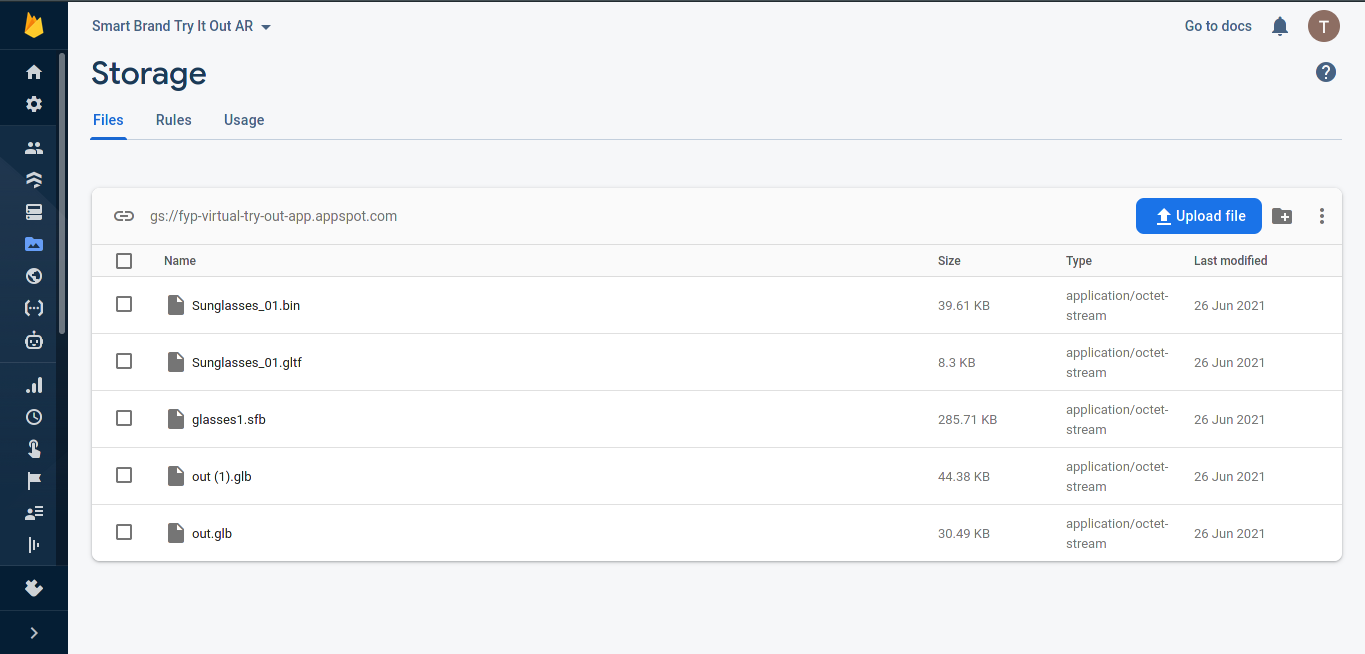 Smart Brand Try It Out AR
Go to docs
T
Storage
?
Files Rules Usage
gs://fyp-virtual-try-out-app.appspot.com
Upload file
Name Size Type Last modified
Sunglasses_01.bin 39.61 KB application/octet-stream 26 Jun 2021
Sunglasses_01.gltf 8.3 KB application/octet-stream 26 Jun 2021
glasses1.sfb 285.71 KB application/octet-stream 26 Jun 2021
out (1).glb 44.38 KB application/octet-stream 26 Jun 2021
out.glb 30.49 KB application/octet-stream 26 Jun 2021